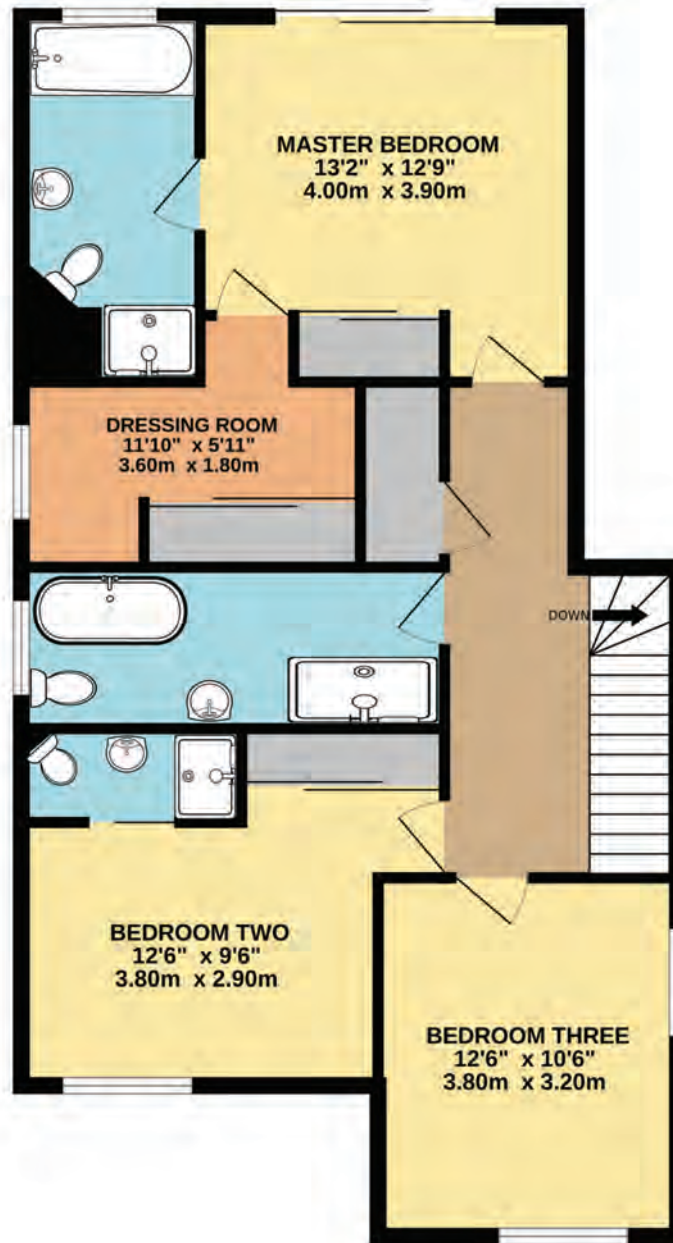 MASTER BEDROOM
13'2" x 12'9"
4.00m x 3.90m
DRESSING ROOM
11'10" x 5'11"
3.60m x 1.80m
DOWN
BEDROOM TWO
12'6" x 9'6"
3.80m x 2.90m
BEDROOM THREE
12'6" x 10'6"
3.80m x 3.20m